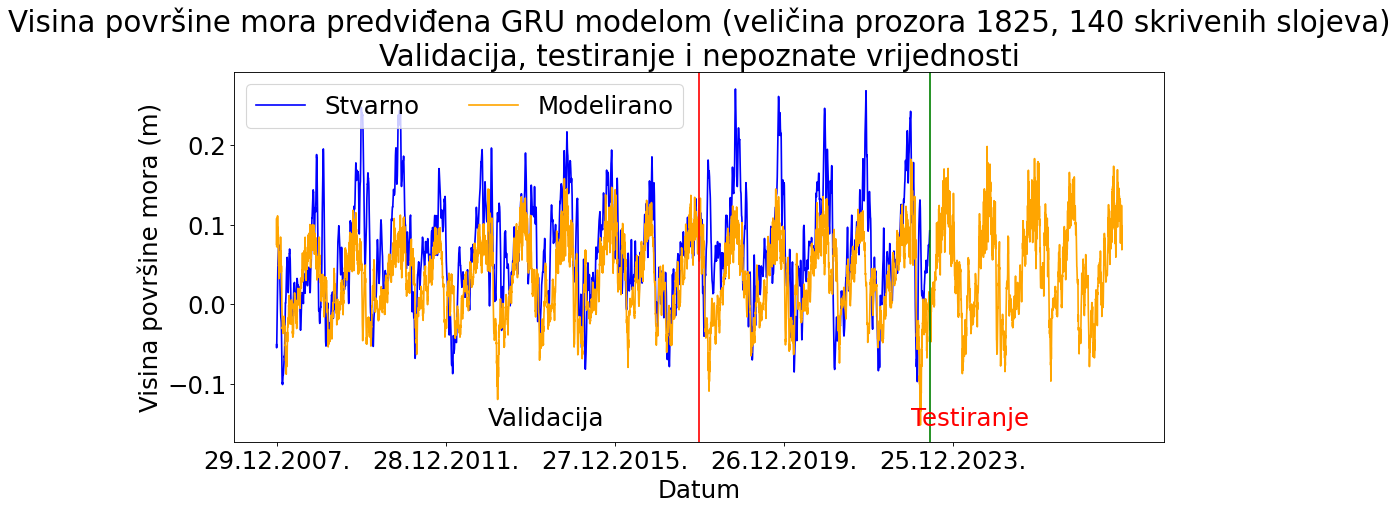 Visina površine mora predviđena GRU modelom (veličina prozora 1825, 140 skrivenih slojeva)
Validacija, testiranje i nepoznate vrijednosti
Stvarno Modelirano
Visina površine mora (m)
0.2
0.1
0.0
−0.1
Validacija Testiranje
29.12.2007. 28.12.2011. 27.12.2015. 26.12.2019. 25.12.2023.
Datum